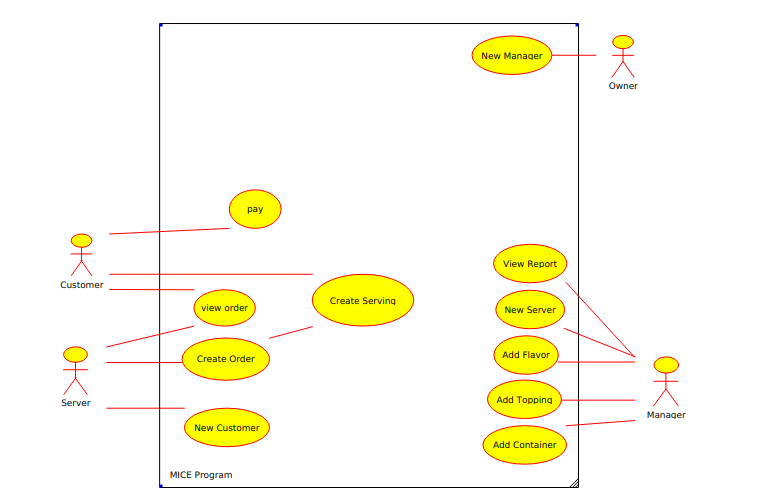 New Manager
Owner
pay
Customer
View Report
view order
Create Serving
New Server
Server
Create Order
Add Flavor
Manager
Add Topping
New Customer
Add Container
MICE Program